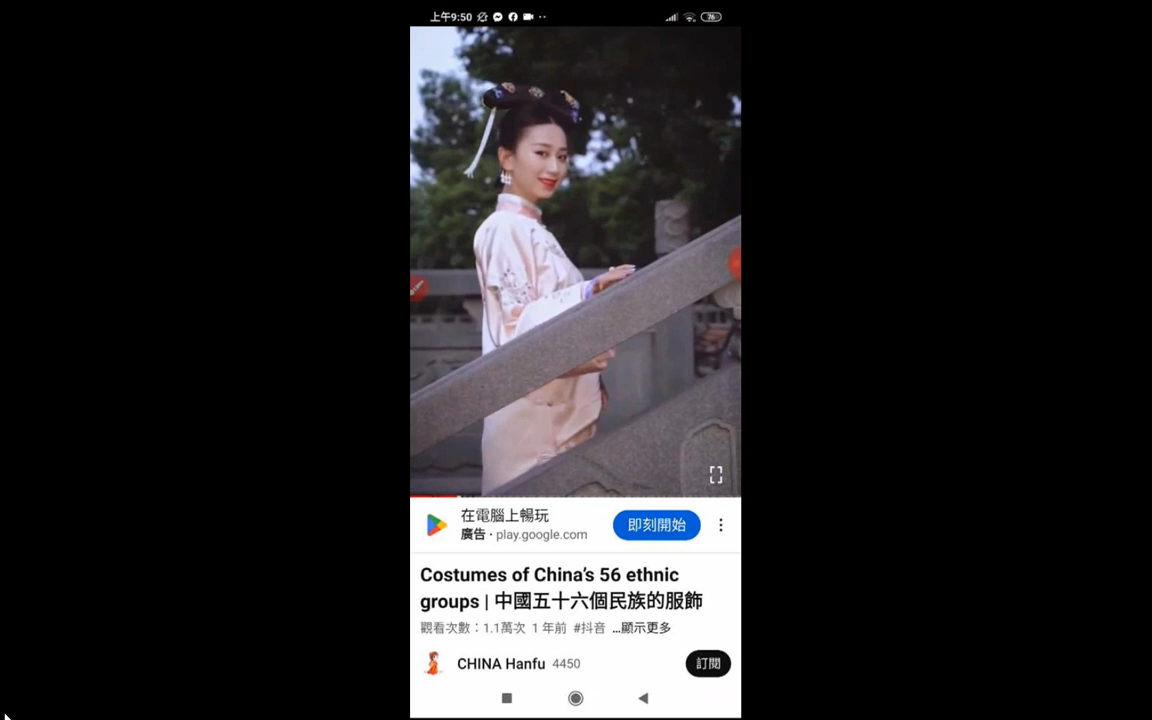 上午9:50
76
在電腦上暢玩
廣告 · play.google.com
即刻開始
Costumes of China’s 56 ethnic
groups | 中國五十六個民族的服飾
觀看次數：1.1萬次 1 年前 #抖音 ...顯示更多
CHINA Hanfu 4450
訂閱